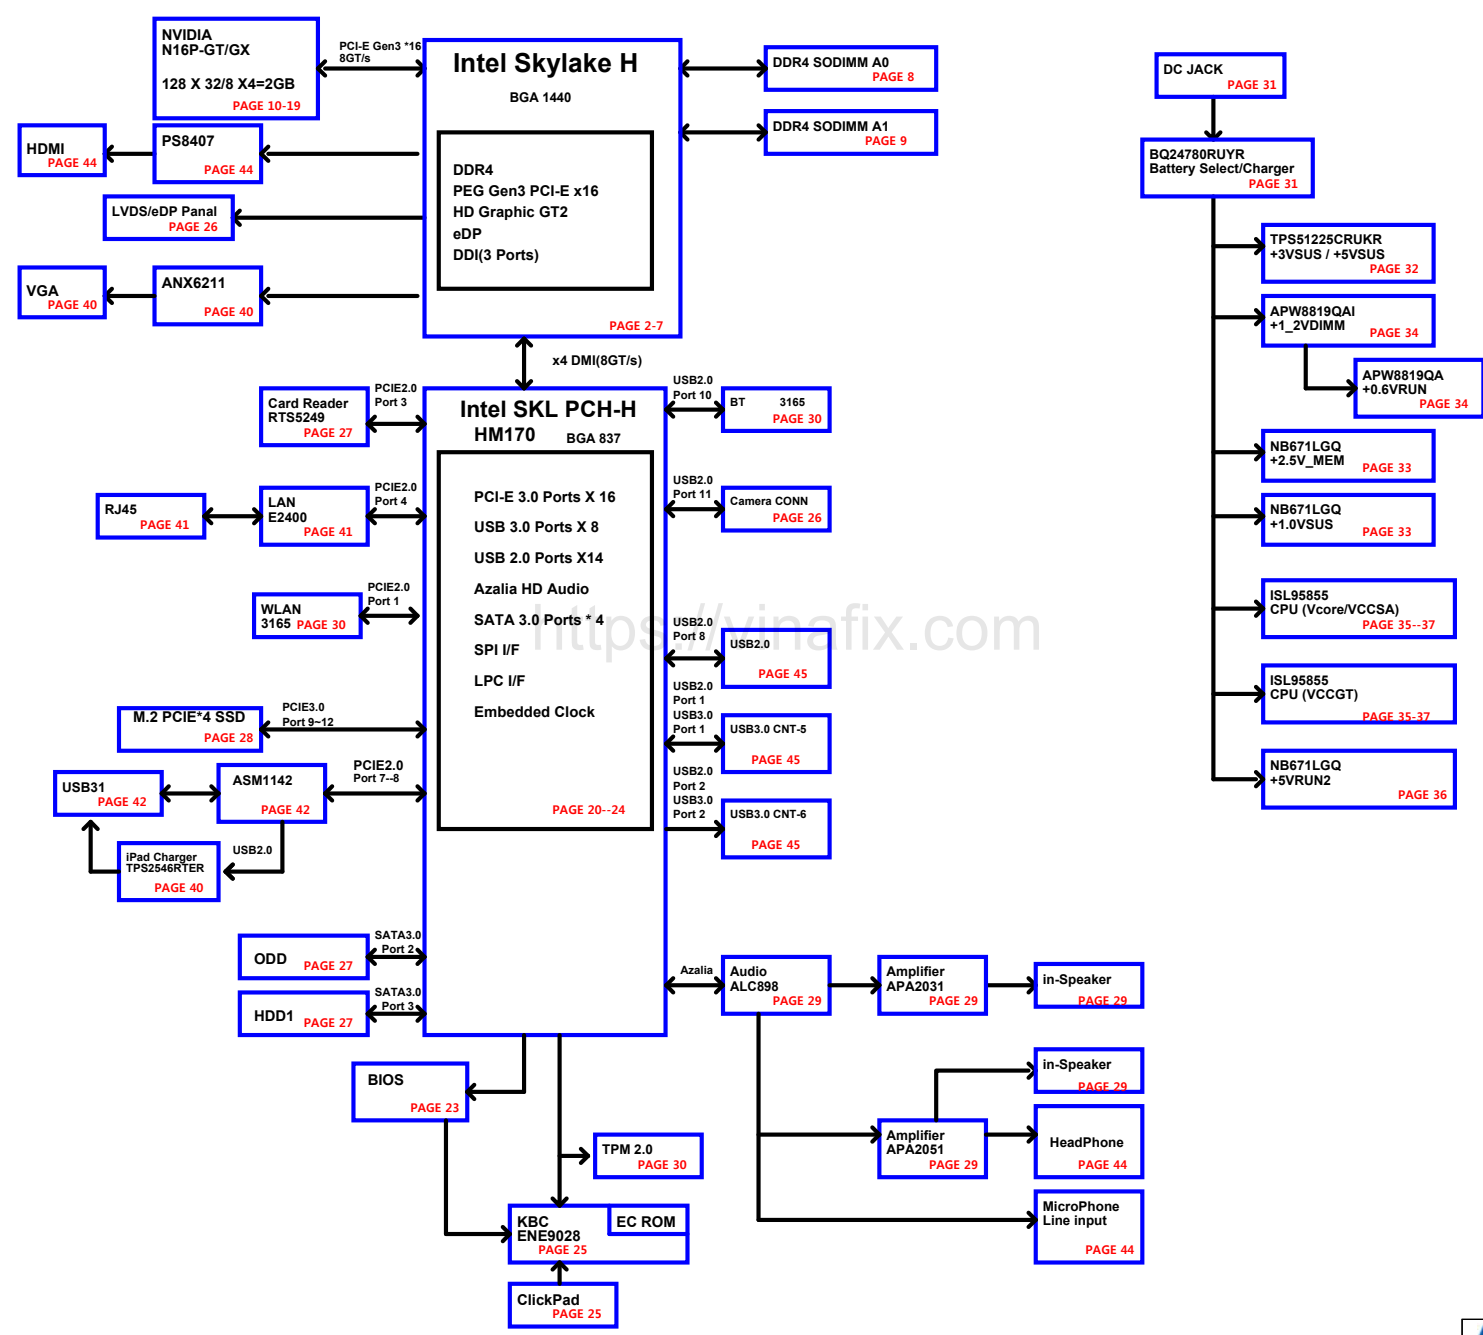 NVIDIA
N16P-GT/GX
128 X 32/8 X4=2GB
PAGE 10-19
PCI-E Gen3 *16
8GT/s
Intel Skylake H
BGA 1440
DDR4
PEG Gen3 PCI-E x16
HD Graphic GT2
eDP
DDI(3 Ports)
PAGE 2-7
DDR4 SODIMM A0
PAGE 8
DDR4 SODIMM A1
PAGE 9
HDMI
PAGE 44
PS8407
PAGE 44
LVDS/eDP Panal
PAGE 26
VGA
PAGE 40
ANX6211
PAGE 40
x4 DMI(8GT/s)
Intel SKL PCH-H
HM170 BGA 837
PCI-E 3.0 Ports X 16
USB 3.0 Ports X 8
USB 2.0 Ports X14
Azalia HD Audio
SATA 3.0 Ports * 4
SPI I/F
LPC I/F
Embedded Clock
PAGE 20--24
Card Reader
RTS5249
PAGE 27
PCIE2.0
Port 3
RJ45
PAGE 41
LAN
E2400
PAGE 41
PCIE2.0
Port 4
WLAN
3165 PAGE 30
PCIE2.0
Port 1
M.2 PCIE*4 SSD
PAGE 28
PCIE3.0
Port 9~12
USB31
PAGE 42
ASM1142
PAGE 42
PCIE2.0
Port 7--8
iPad Charger
TPS2546RTER
PAGE 40
USB2.0
ODD
PAGE 27
SATA3.0
Port 2
HDD1
PAGE 27
SATA3.0
Port 3
USB2.0
Port 10
BT 3165
PAGE 30
USB2.0
Port 11
Camera CONN
PAGE 26
https://vinafix.com
USB2.0
Port 8
USB2.0
PAGE 45
USB2.0
Port 1
USB3.0
Port 1
USB3.0 CNT-5
PAGE 45
USB2.0
Port 2
USB3.0
Port 2
USB3.0 CNT-6
PAGE 45
Azalia
Audio
ALC898
PAGE 29
Amplifier
APA2031
PAGE 29
in-Speaker
PAGE 29
in-Speaker
PAGE 29
Amplifier
APA2051
PAGE 29
HeadPhone
PAGE 44
MicroPhone
Line input
PAGE 44
BIOS
PAGE 23
TPM 2.0
PAGE 30
KBC
ENE9028
PAGE 25
EC ROM
ClickPad
PAGE 25
DC JACK
PAGE 31
BQ24780RUYR
Battery Select/Charger
PAGE 31
TPS51225CRUKR
+3VSUS / +5VSUS
PAGE 32
APW8819QAI
+1_2VDIMM
PAGE 34
APW8819QA
+0.6VRUN
PAGE 34
NB671LGQ
+2.5V_MEM
PAGE 33
NB671LGQ
+1.0VSUS
PAGE 33
ISL95855
CPU (Vcore/VCCSA)
PAGE 35--37
ISL95855
CPU (VCCGT)
PAGE 35-37
NB671LGQ
+5VRUN2
PAGE 36